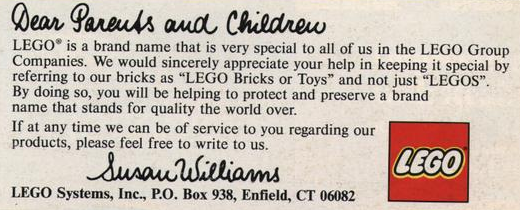 Dear Parents and Children
LEGO® is a brand name that is very special to all of us in the LEGO Group
Companies. We would sincerely appreciate your help in keeping it special by
referring to our bricks as “LEGO Bricks or Toys” and not just “LEGOS”.
By doing so, you will be helping to protect and preserve a brand
name that stands for quality the world over.
If at any time we can be of service to you regarding our
products, please feel free to write to us.
Susan Williams
LEGO Systems, Inc., P.O. Box 938, Enfield, CT 06082
LEGO